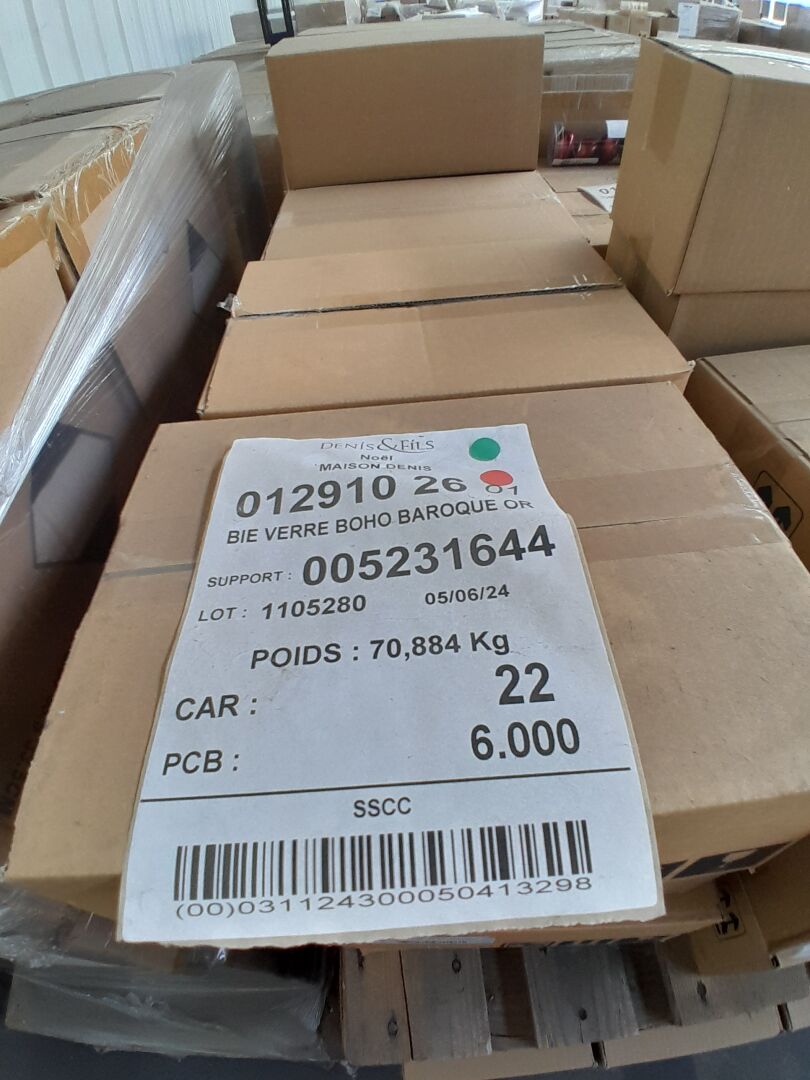 DENIS&FILS
Noël
MAISON DENIS
012910 26 01
BIE VERRE BOHO BAROQUE OR
SUPPORT : 005231644
LOT : 1105280 05/06/24
POIDS : 70,884 Kg
CAR : 22
PCB : 6.000
SSCC
(00)031124300050413298